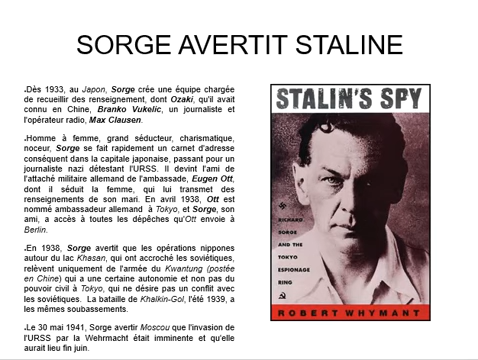 SORGE AVERTIT STALINE
.Dès 1933, au Japon, Sorge crée une équipe chargée
de recueillir des renseignement, dont Ozaki, qu'il avait
connu en Chine, Branko Vukelic, un journaliste et
l'opérateur radio, Max Clausen.
.Homme à femme, grand séducteur, charismatique,
noceur, Sorge se fait rapidement un carnet d'adresse
conséquent dans la capitale japonaise, passant pour un
journaliste nazi détestant l'URSS. Il devint l'ami de
l'attaché militaire allemand de l'ambassade, Eugen Ott,
dont il séduit la femme, qui lui transmet des
renseignements de son mari. En avril 1938, Ott est
nommé ambassadeur allemand à Tokyo, et Sorge, son
ami, a accès à toutes les dépêches qu'Ott envoie à
Berlin.
.En 1938, Sorge avertit que les opérations nippones
autour du lac Khasan, qui ont accroché les soviétiques,
relèvent uniquement de l'armée du Kwantung (postée
en Chine) qui a une certaine autonomie et non pas du
pouvoir civil à Tokyo, qui ne désire pas un conflit avec
les soviétiques. La bataille de Khalkin-Gol, l'été 1939, a
les mêmes soubassements.
.Le 30 mai 1941, Sorge avertir Moscou que l'invasion de
l'URSS par la Wehrmacht était imminente et qu'elle
aurait lieu fin juin.
STALIN'S SPY
RICHARD
SORGE
AND THE
TOKYO
ESPIONAGE
RING
ROBERT WHYMANT